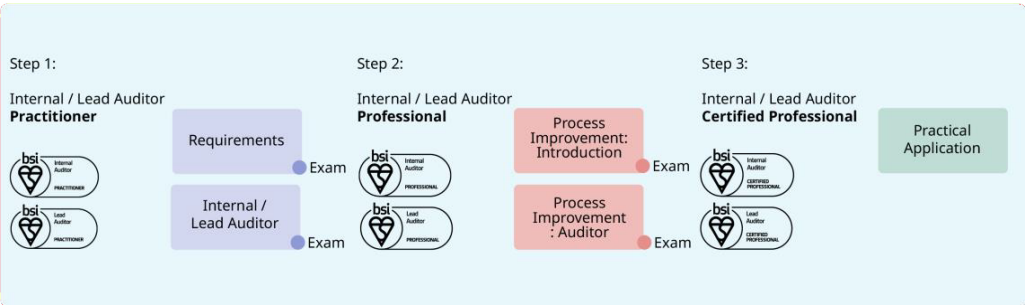 Step 1:
Internal / Lead Auditor
Practitioner
bsi
Internal
Auditor
PRACTITIONER
bsi
Lead
Auditor
PRACTITIONER
Requirements
Exam
Internal /
Lead Auditor
Exam
Step 2:
Internal / Lead Auditor
Professional
bsi
Internal
Auditor
PROFESSIONAL
bsi
Lead
Auditor
PROFESSIONAL
Process
Improvement:
Introduction
Exam
Process
Improvement
: Auditor
Exam
Step 3:
Internal / Lead Auditor
Certified Professional
bsi
Internal
Auditor
CERTIFIED
PROFESSIONAL
bsi
Lead
Auditor
CERTIFIED
PROFESSIONAL
Practical
Application